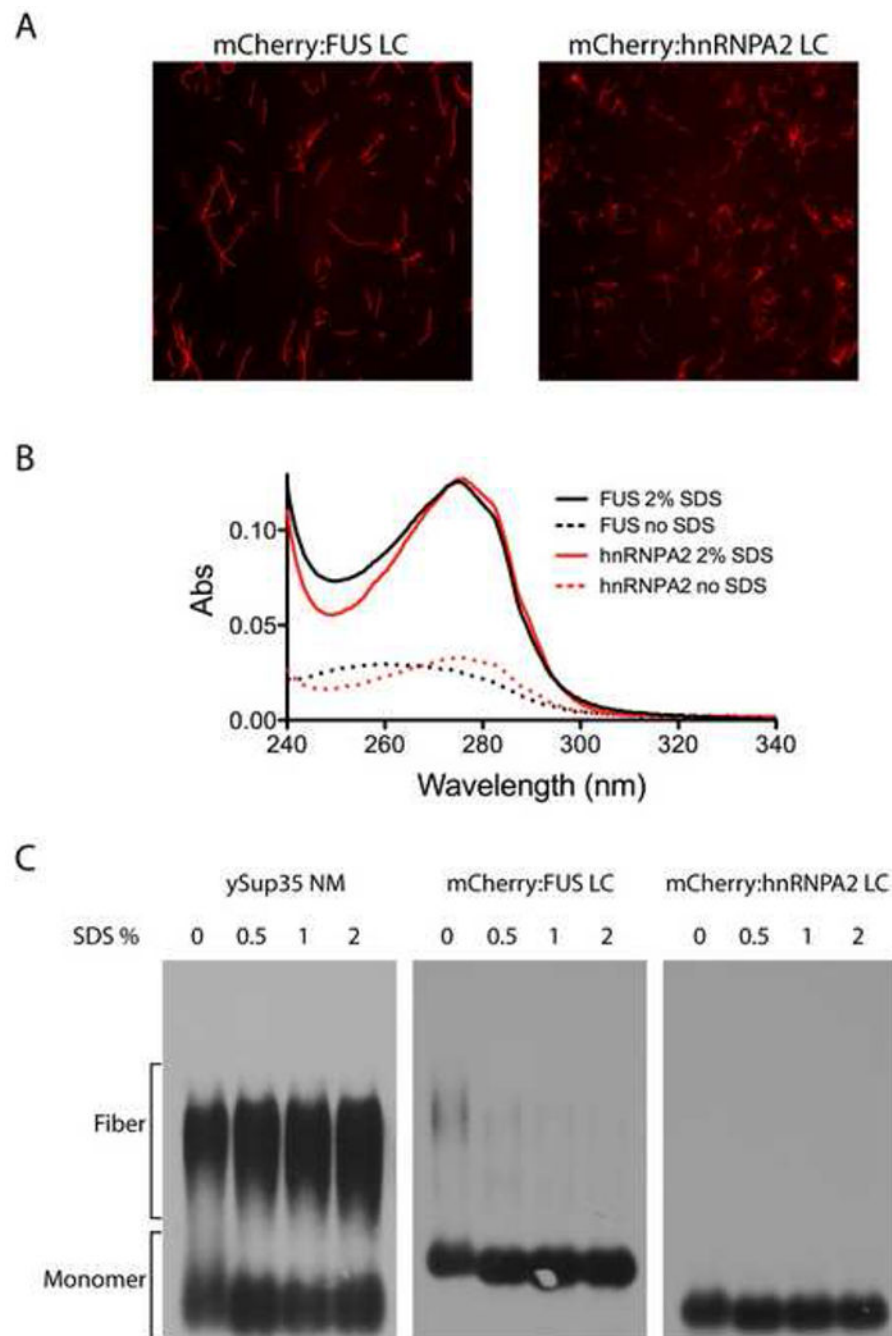 A
mCherry:FUS LC mCherry:hnRNPA2 LC
B
0.10
0.05
0.00
Abs
240 260 280 300 320 340
Wavelength (nm)
FUS 2% SDS
FUS no SDS
hnRNPA2 2% SDS
hnRNPA2 no SDS
C
ySup35 NM mCherry:FUS LC mCherry:hnRNPA2 LC
SDS % 0 0.5 1 2 0 0.5 1 2 0 0.5 1 2
Fiber
Monomer